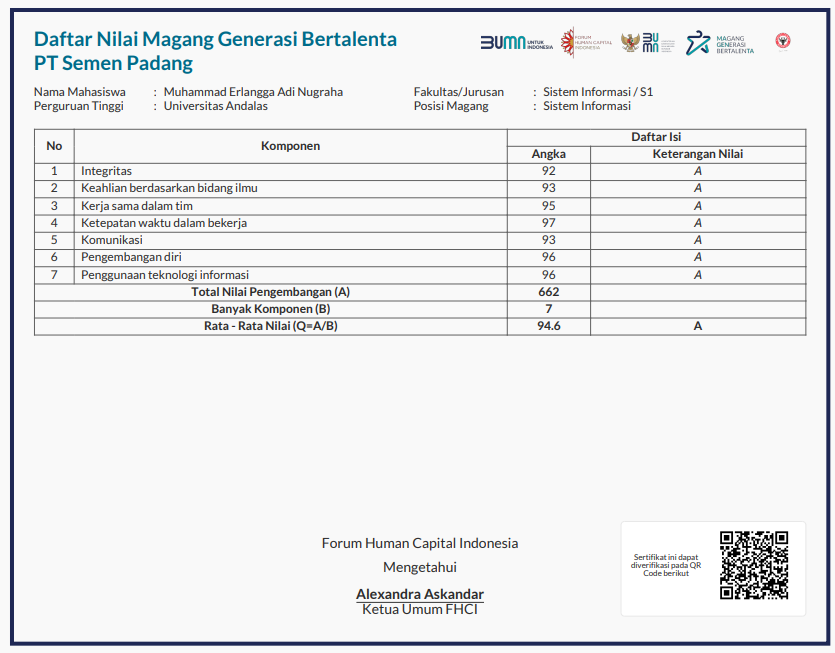 Daftar Nilai Magang Generasi Bertalenta
PT Semen Padang
BUMN UNTUK INDONESIA
FORUM HUMAN CAPITAL INDONESIA
BUMN
MAGANG GENERASI BERTALENTA
Nama Mahasiswa : Muhammad Erlangga Adi Nugraha
Perguruan Tinggi : Universitas Andalas
Fakultas/Jurusan : Sistem Informasi / S1
Posisi Magang : Sistem Informasi
No Komponen Daftar Isi
Angka Keterangan Nilai
1 Integritas 92 A
2 Keahlian berdasarkan bidang ilmu 93 A
3 Kerja sama dalam tim 95 A
4 Ketepatan waktu dalam bekerja 97 A
5 Komunikasi 93 A
6 Pengembangan diri 96 A
7 Penggunaan teknologi informasi 96 A
Total Nilai Pengembangan (A) 662
Banyak Komponen (B) 7
Rata - Rata Nilai (Q=A/B) 94.6 A
Forum Human Capital Indonesia
Mengetahui
Alexandra Askandar
Ketua Umum FHCI
Sertifikat ini dapat
diverifikasi pada QR
Code berikut